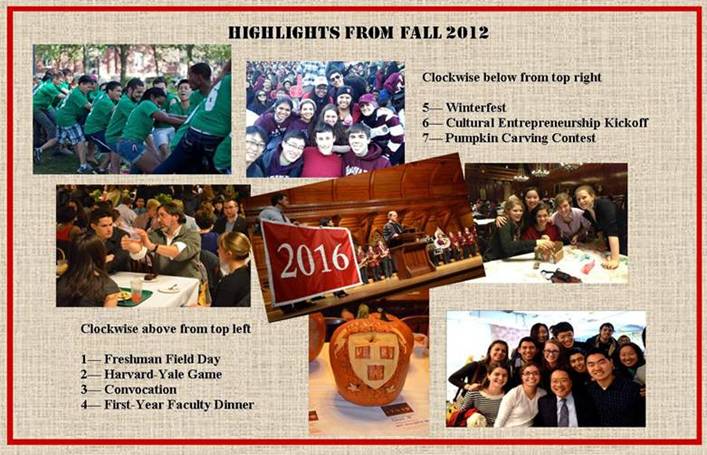 HIGHLIGHTS FROM FALL 2012
Clockwise below from top right
5— Winterfest
6— Cultural Entrepreneurship Kickoff
7— Pumpkin Carving Contest
2016
Clockwise above from top left
1— Freshman Field Day
2— Harvard-Yale Game
3— Convocation
4— First-Year Faculty Dinner